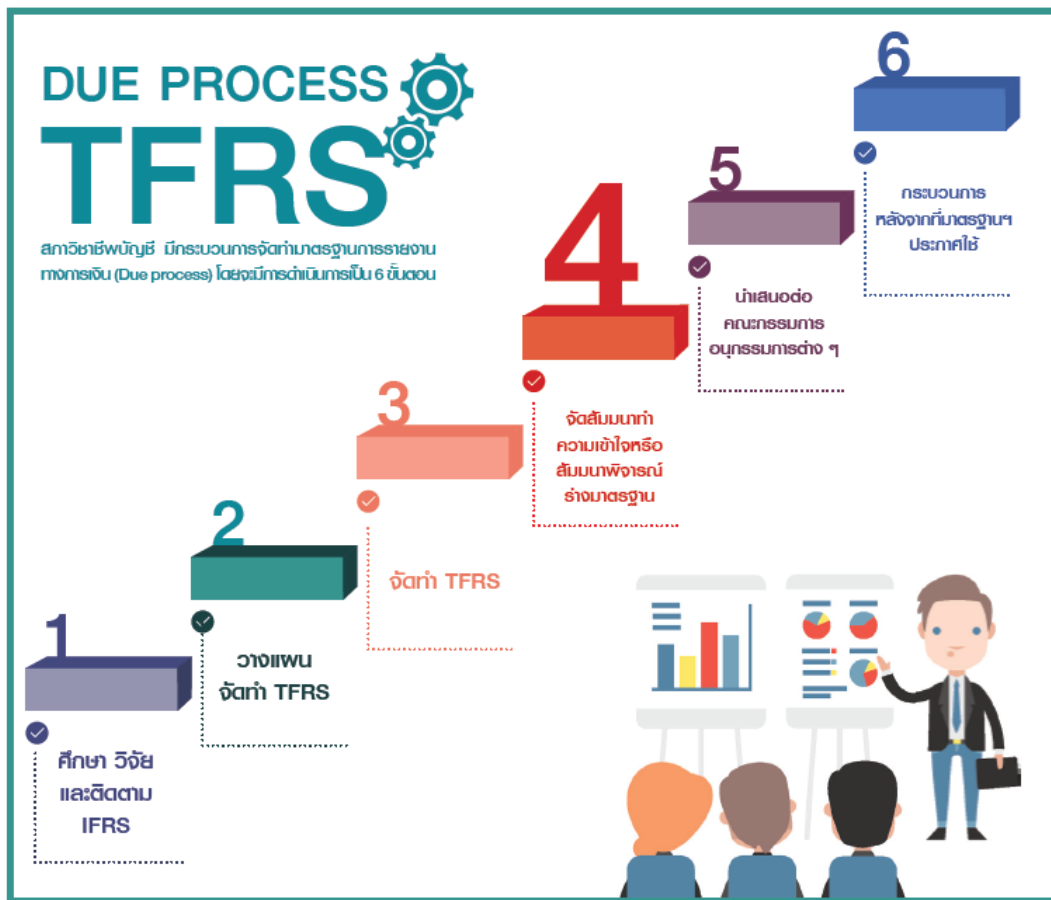 DUE PROCESS
TFRS
สภาวิชาชีพบัญชี มีกระบวนการจัดทำมาตรฐานการรายงาน
ทางการเงิน (Due process) โดยจะมีการดำเนินการเป็น 6 ขั้นตอน
1
ศึกษา วิจัย
และติดตาม
IFRS
2
วางแผน
จัดทำ TFRS
3
จัดทำ TFRS
4
จัดสัมมนาทำ
ความเข้าใจหรือ
สัมมนาพิจารณ์
ร่างมาตรฐาน
5
นำเสนอต่อ
คณะกรรมการ
อนุกรรมการต่าง ๆ
6
กระบวนการ
หลังจากที่มาตรฐานฯ
ประกาศใช้